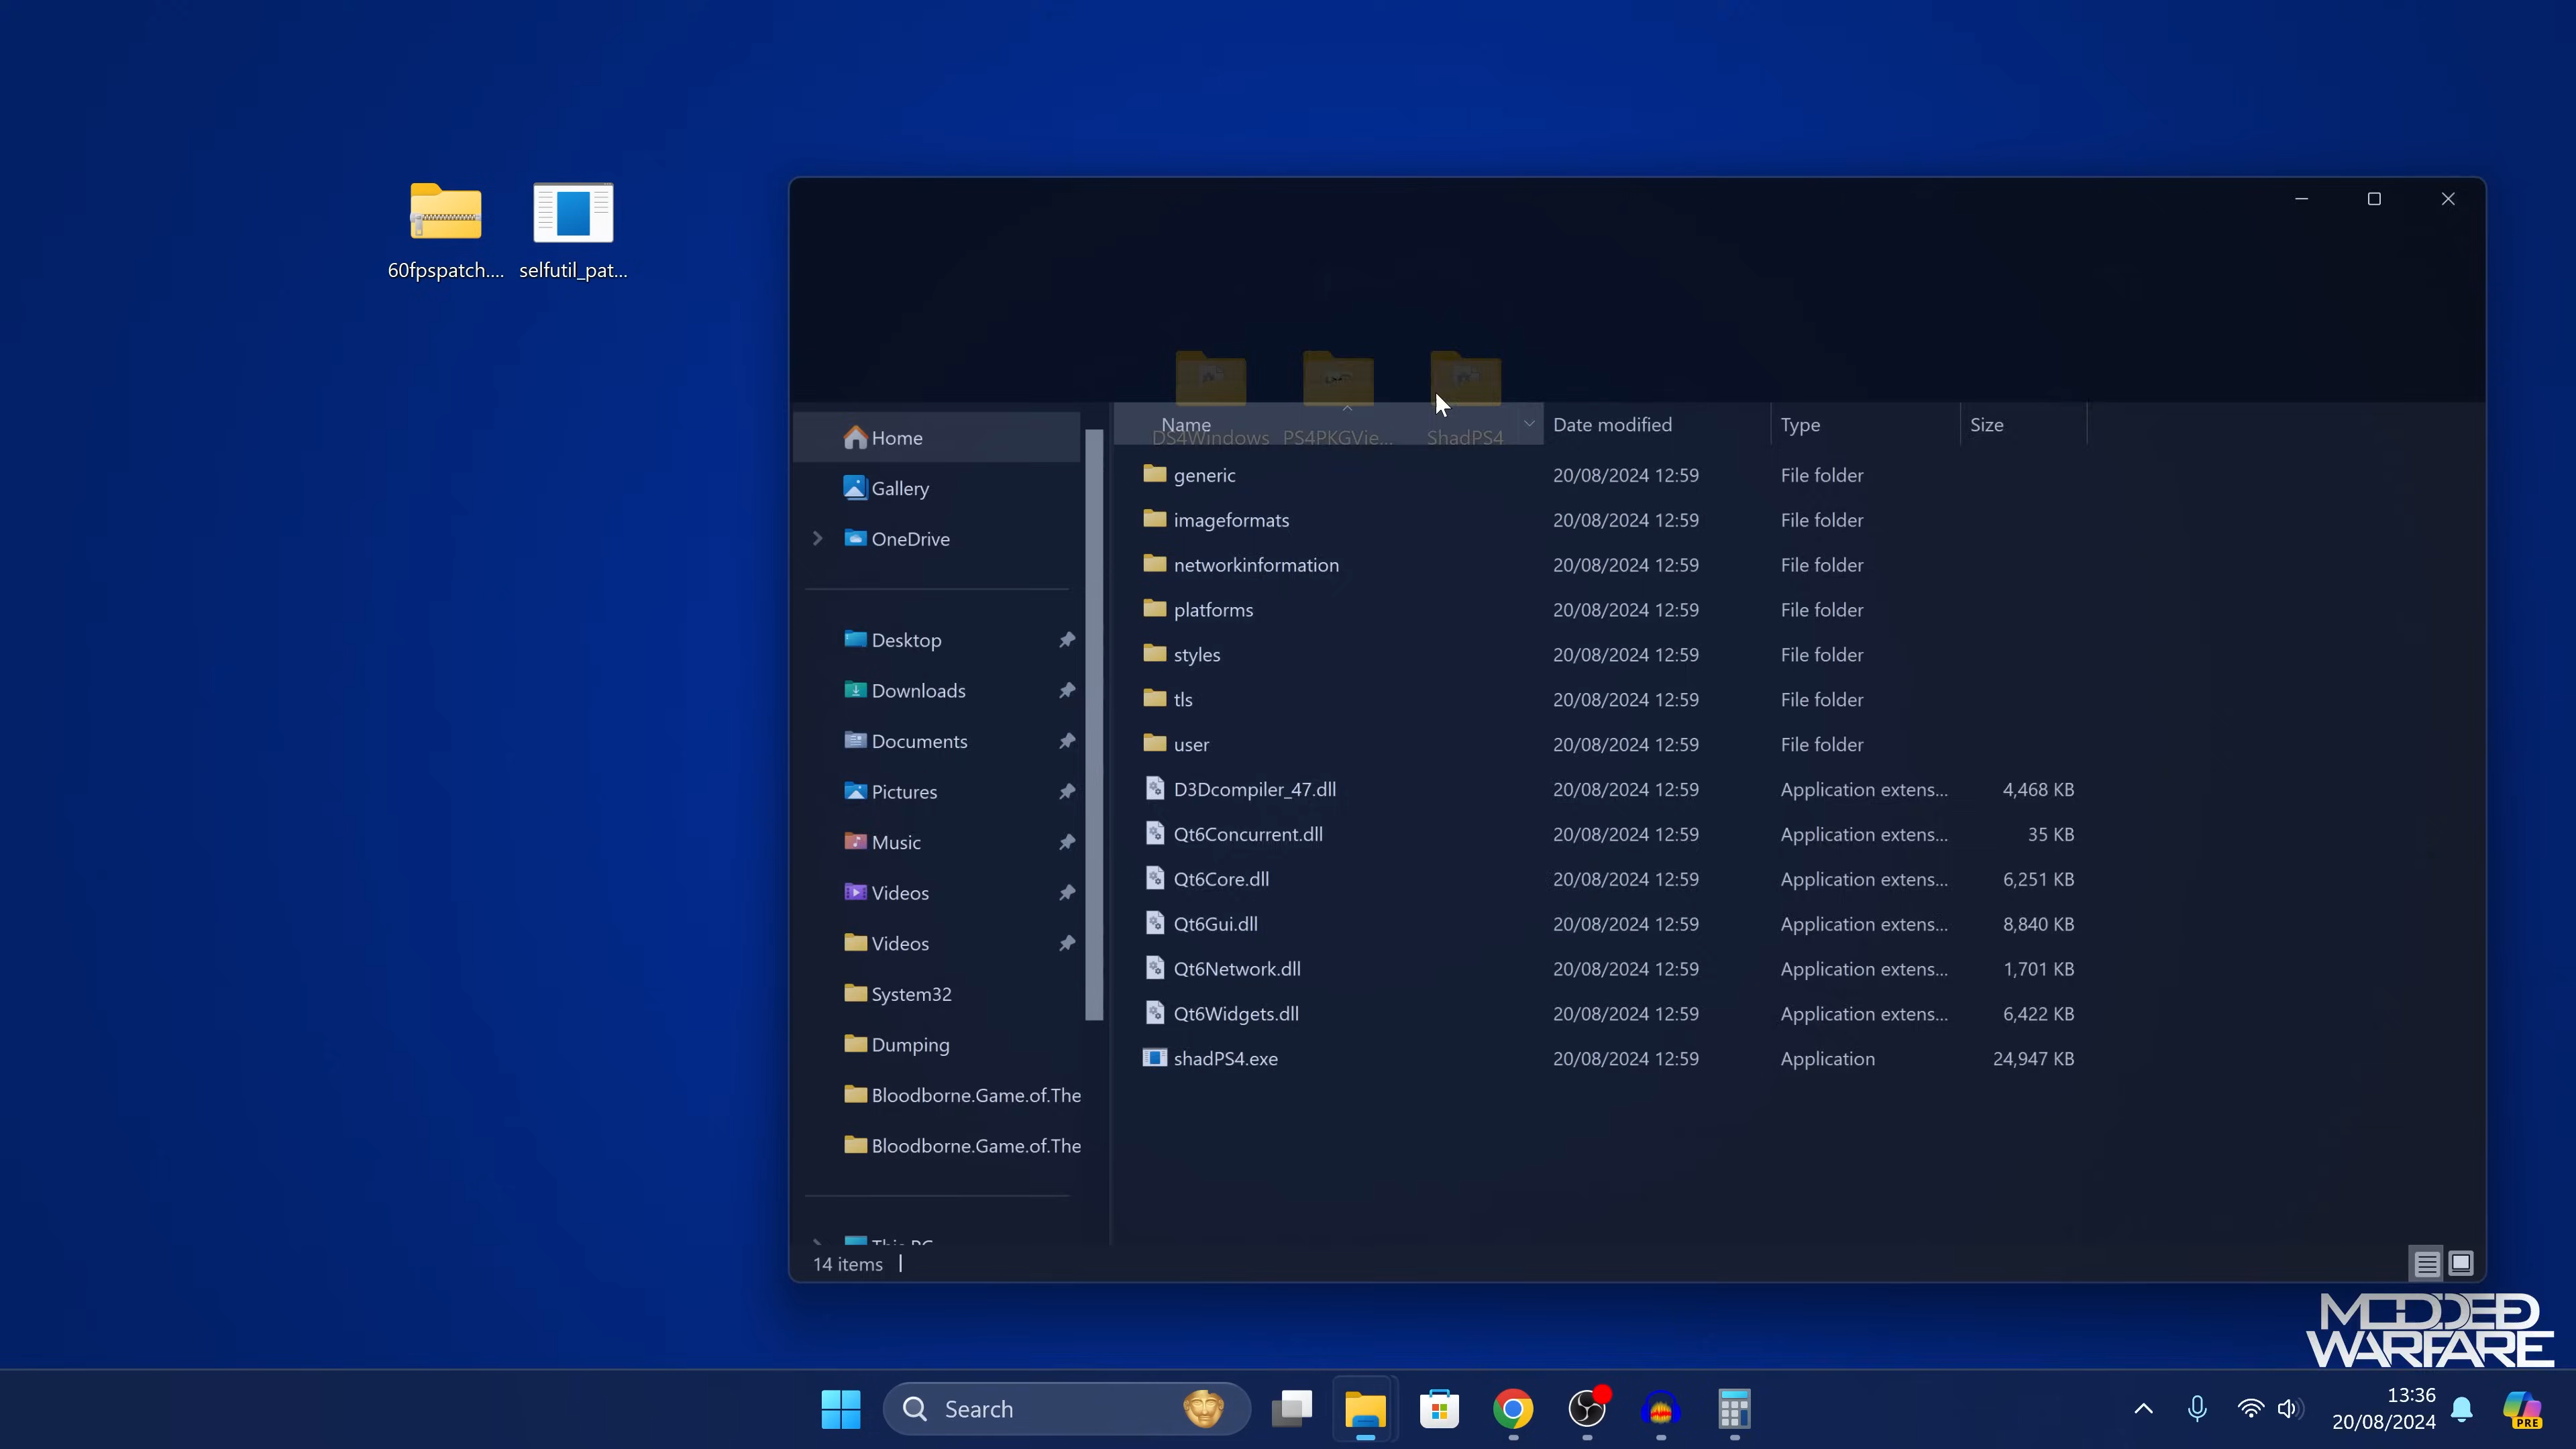 60fpspatch.... selfutil_pat...
DS4Windows PS4PKGVie... ShadPS4
Name Date modified Type Size
Home
Gallery
OneDrive
Desktop
Downloads
Documents
Pictures
Music
Videos
Videos
System32
Dumping
Bloodborne.Game.of.The
Bloodborne.Game.of.The
This PC
generic 20/08/2024 12:59 File folder
imageformats 20/08/2024 12:59 File folder
networkinformation 20/08/2024 12:59 File folder
platforms 20/08/2024 12:59 File folder
styles 20/08/2024 12:59 File folder
tls 20/08/2024 12:59 File folder
user 20/08/2024 12:59 File folder
D3Dcompiler_47.dll 20/08/2024 12:59 Application extens... 4,468 KB
Qt6Concurrent.dll 20/08/2024 12:59 Application extens... 35 KB
Qt6Core.dll 20/08/2024 12:59 Application extens... 6,251 KB
Qt6Gui.dll 20/08/2024 12:59 Application extens... 8,840 KB
Qt6Network.dll 20/08/2024 12:59 Application extens... 1,701 KB
Qt6Widgets.dll 20/08/2024 12:59 Application extens... 6,422 KB
shadPS4.exe 20/08/2024 12:59 Application 24,947 KB
14 items
MODDED
WARFARE
Search
13:36
20/08/2024
PRE